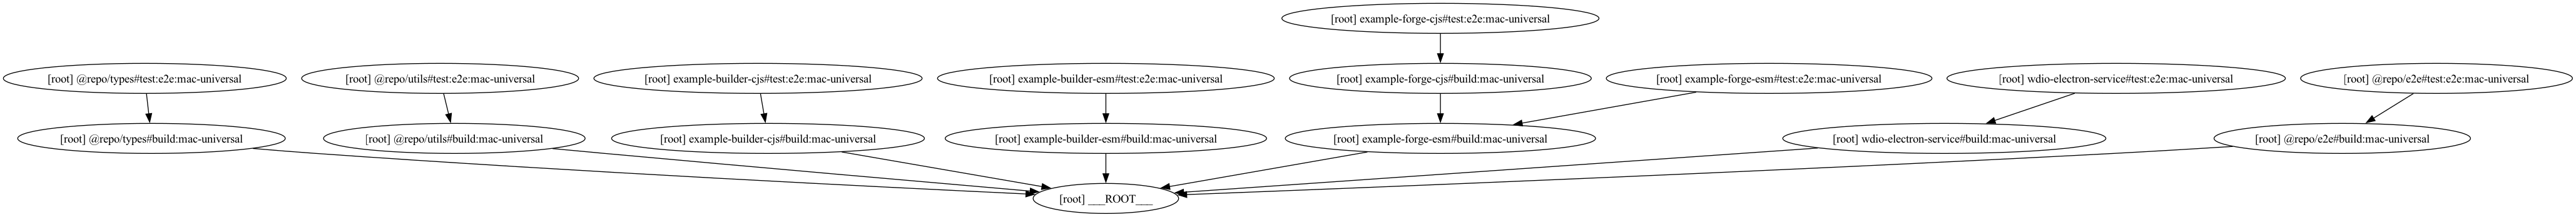 [root] example-forge-cjs#test:e2e:mac-universal
[root] @repo/types#test:e2e:mac-universal
[root] @repo/utils#test:e2e:mac-universal
[root] example-builder-cjs#test:e2e:mac-universal
[root] example-builder-esm#test:e2e:mac-universal
[root] example-forge-cjs#build:mac-universal
[root] example-forge-esm#test:e2e:mac-universal
[root] wdio-electron-service#test:e2e:mac-universal
[root] @repo/e2e#test:e2e:mac-universal
[root] @repo/types#build:mac-universal
[root] @repo/utils#build:mac-universal
[root] example-builder-cjs#build:mac-universal
[root] example-builder-esm#build:mac-universal
[root] example-forge-esm#build:mac-universal
[root] wdio-electron-service#build:mac-universal
[root] @repo/e2e#build:mac-universal
[root] ___ROOT___